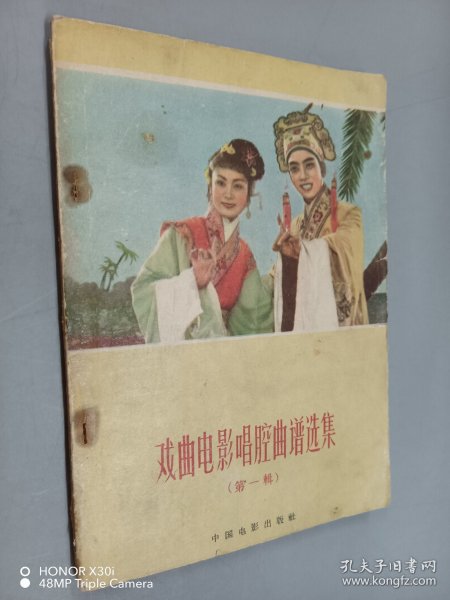 戏曲电影唱腔曲谱选集
(第一輯)
中国电影出版社
HONOR X30i
48MP Triple Camera
孔夫子旧书网
www.kongfz.com